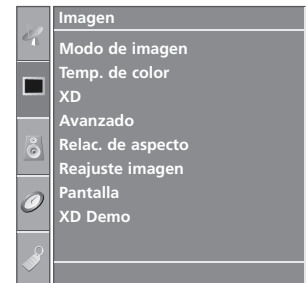 Imagen
Modo de imagen
Temp. de color
XD
Avanzado
Relac. de aspecto
Reajuste imagen
Pantalla
XD Demo